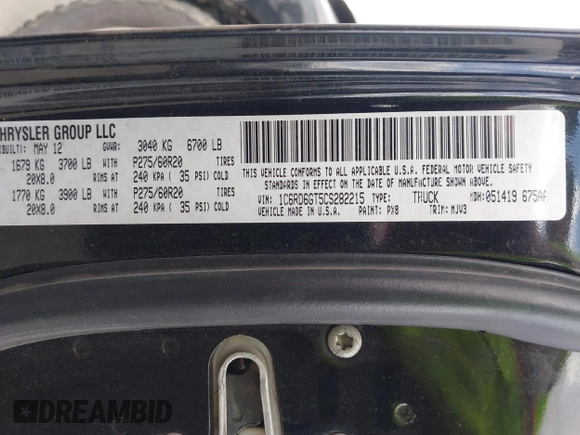 HRYSLER GROUP LLC
(BUILT): MAY 12 GVWR: 3040 KG 6700 LB
1679 KG 3700 LB WITH P275/60R20 TIRES
20X8.0 RIMS AT 240 KPA ( 35 PSI) COLD
1770 KG 3900 LB WITH P275/60R20 TIRES
20X8.0 RIMS AT 240 KPA ( 35 PSI) COLD
THIS VEHICLE CONFORMS TO ALL APPLICABLE U.S.A. FEDERAL MOTOR VEHICLE SAFETY
STANDARDS IN EFFECT ON THE DATE OF MANUFACTURE SHOWN ABOVE.
VIN: 1C6RD6GT5CS282215 TYPE: TRUCK MDH: 051419 675AA
VEHICLE MADE IN U.S.A. PAINT: PX8 TRIM: MJV3
DREAMBID